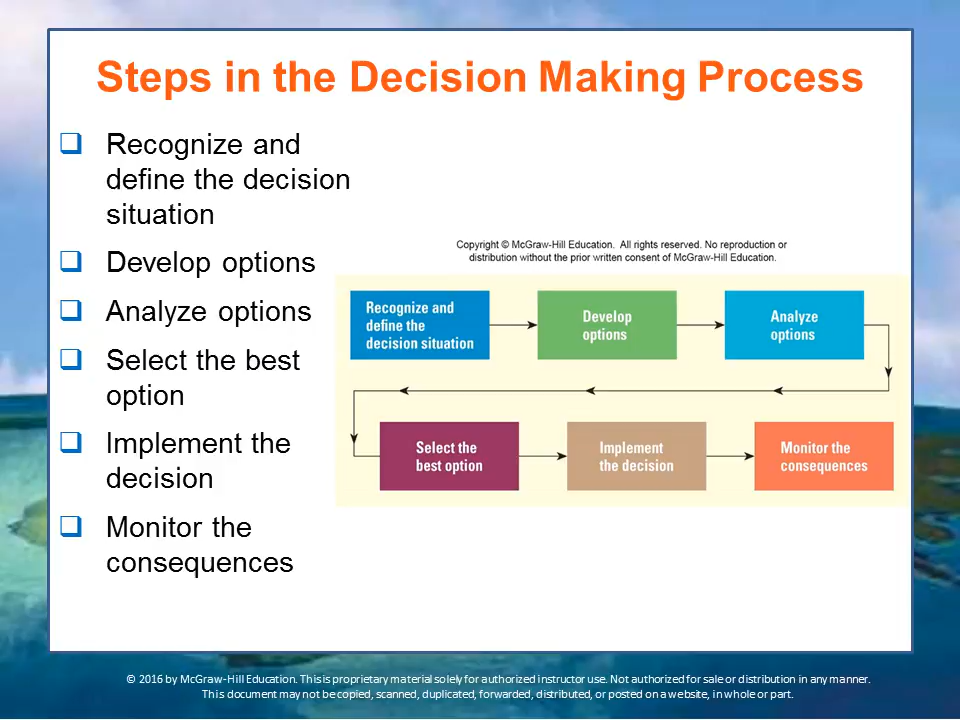 Steps in the Decision Making Process
Recognize and
define the decision
situation
Develop options
Analyze options
Select the best
option
Implement the
decision
Monitor the
consequences
Copyright © McGraw-Hill Education. All rights reserved. No reproduction or
distribution without the prior written consent of McGraw-Hill Education.
Recognize and
define the
decision situation
Develop
options
Analyze
options
Select the
best option
Implement
the decision
Monitor the
consequences
© 2016 by McGraw-Hill Education. This is proprietary material solely for authorized instructor use. Not authorized for sale or distribution in any manner.
This document may not be copied, scanned, duplicated, forwarded, distributed, or posted on a website, in whole or part.